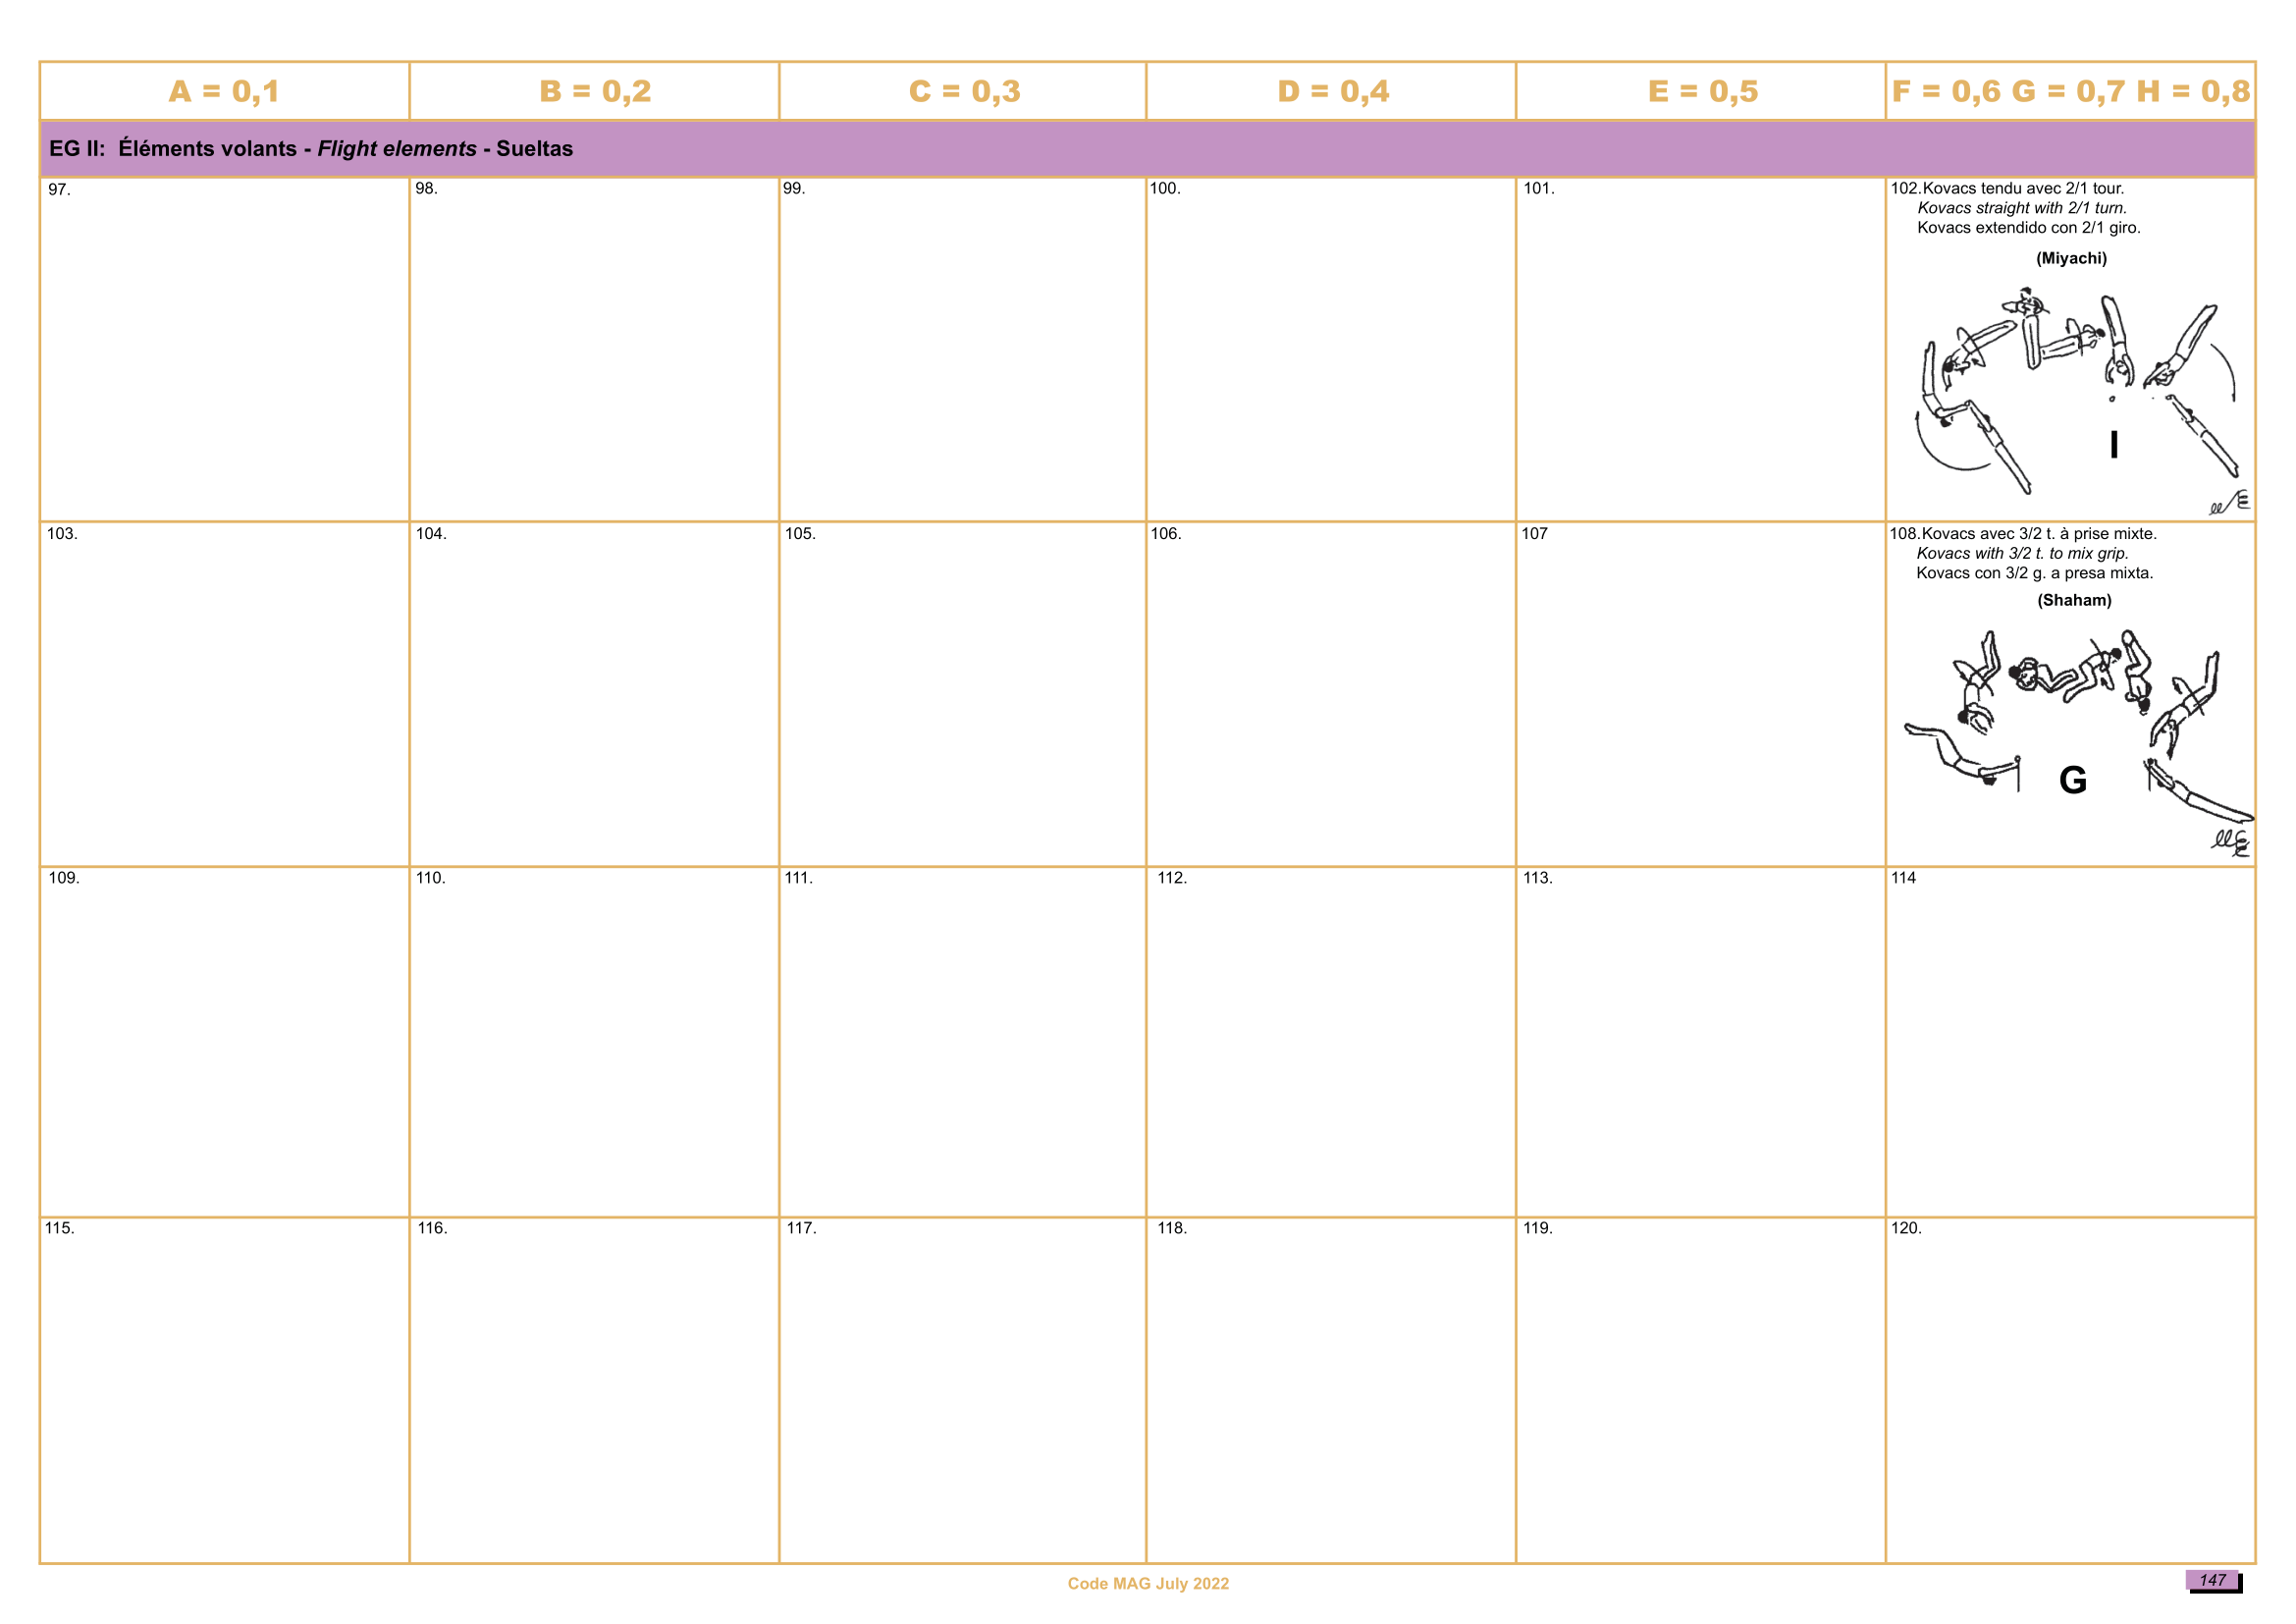 A = 0,1
B = 0,2
C = 0,3
D = 0,4
E = 0,5
F = 0,6 G = 0,7 H = 0,8
EG II: Éléments volants - Flight elements - Sueltas
97.
98.
99.
100.
101.
102.Kovacs tendu avec 2/1 tour.
Kovacs straight with 2/1 turn.
Kovacs extendido con 2/1 giro.
(Miyachi)
I
103.
104.
105.
106.
107
108.Kovacs avec 3/2 t. à prise mixte.
Kovacs with 3/2 t. to mix grip.
Kovacs con 3/2 g. a presa mixta.
(Shaham)
G
109.
110.
111.
112.
113.
114
115.
116.
117.
118.
119.
120.
Code MAG July 2022
147